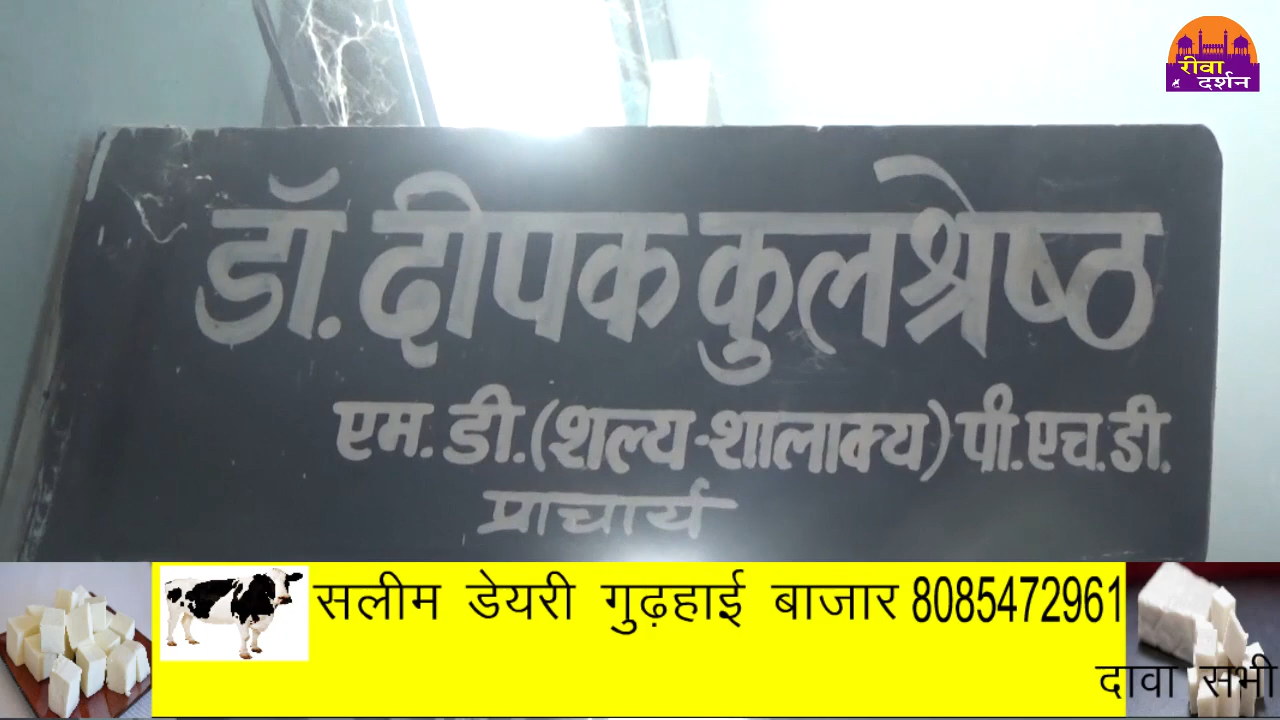 रीवा
दर्शन
डॉ. दीपक कुलश्रेष्ठ
एम. डी. (शल्य-शालाक्य) पी. एच. डी.
प्राचार्य
सलीम डेयरी गुढ़हाई बाजार 8085472961
दावा सभी